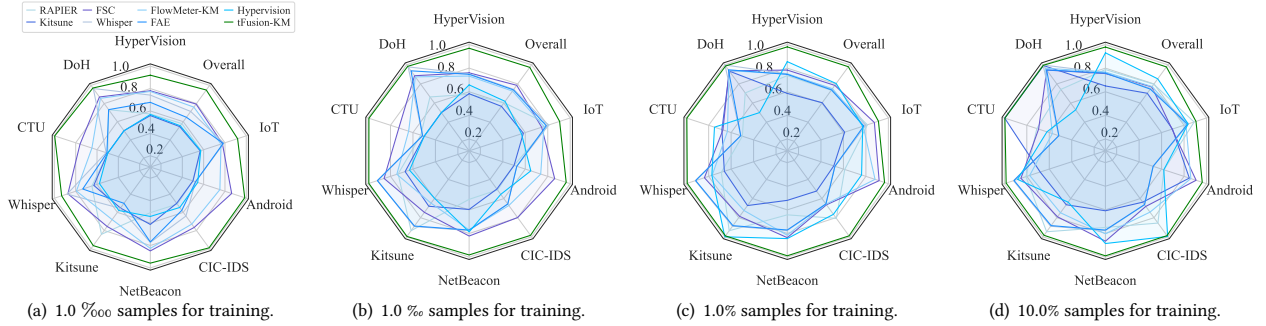 RAPIER FSC FlowMeter-KM Hypervision
Kitsune Whisper FAE tFusion-KM
HyperVision
DoH Overall
CTU IoT
Whisper Android
Kitsune CIC-IDS
NetBeacon
1.0
0.8
0.6
0.4
0.2
(a) 1.0 ‱ samples for training.
HyperVision
DoH Overall
CTU IoT
Whisper Android
Kitsune CIC-IDS
NetBeacon
1.0
0.8
0.6
0.4
0.2
(b) 1.0 ‰ samples for training.
HyperVision
DoH Overall
CTU IoT
Whisper Android
Kitsune CIC-IDS
NetBeacon
1.0
0.8
0.6
0.4
0.2
(c) 1.0% samples for training.
HyperVision
DoH Overall
CTU IoT
Whisper Android
Kitsune CIC-IDS
NetBeacon
1.0
0.8
0.6
0.4
0.2
(d) 10.0% samples for training.